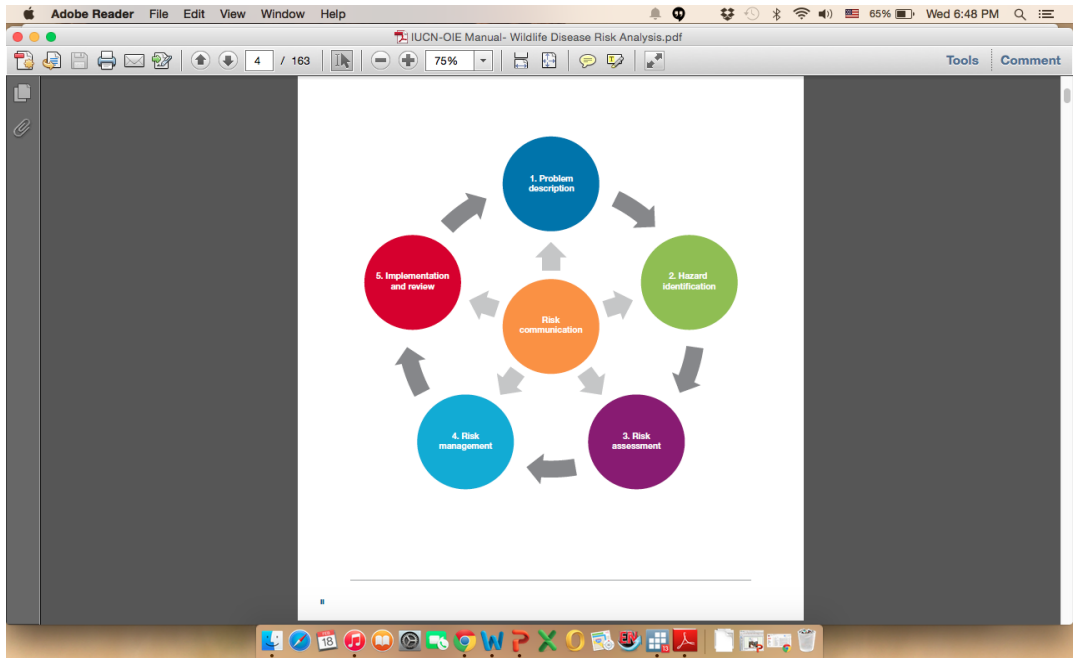 Adobe Reader File Edit View Window Help 65% Wed 6:48 PM
IUCN-OIE Manual- Wildlife Disease Risk Analysis.pdf
4 / 163 75% Tools Comment
1. Problem
description
5. Implementation
and review
2. Hazard
identification
Risk
communication
4. Risk
management
3. Risk
assessment
II
18